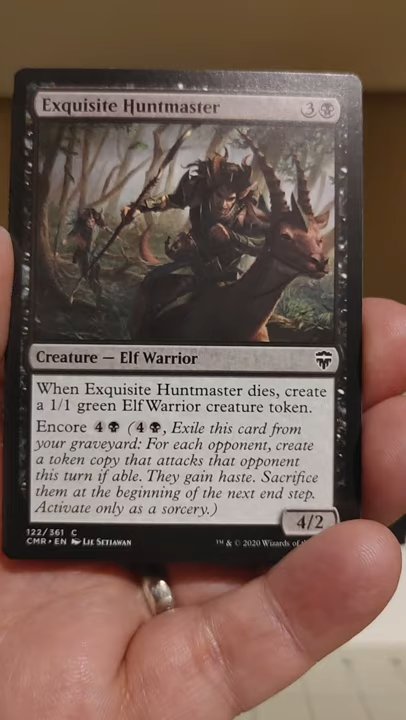 Exquisite Huntmaster 3
Creature — Elf Warrior
When Exquisite Huntmaster dies, create
a 1/1 green Elf Warrior creature token.
Encore 4 (4, Exile this card from
your graveyard: For each opponent, create
a token copy that attacks that opponent
this turn if able. They gain haste. Sacrifice
them at the beginning of the next end step.
Activate only as a sorcery.)
4/2
122/361 C
CMR • EN Lie Setiawan
™ & © 2020 Wizards of